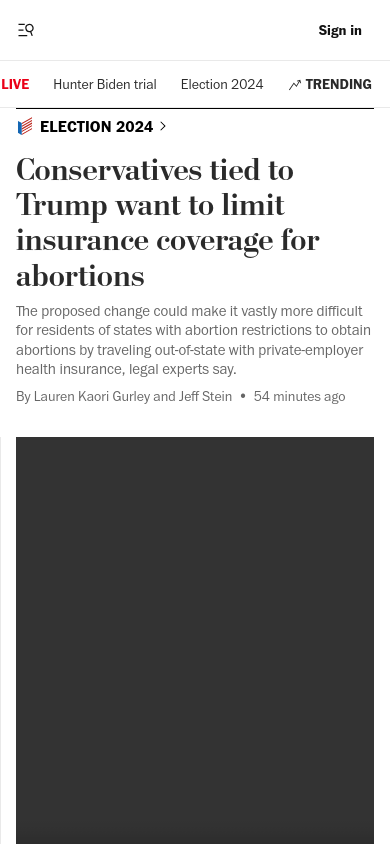 Sign in
LIVE Hunter Biden trial Election 2024 TRENDING
ELECTION 2024
Conservatives tied to
Trump want to limit
insurance coverage for
abortions
The proposed change could make it vastly more difficult
for residents of states with abortion restrictions to obtain
abortions by traveling out-of-state with private-employer
health insurance, legal experts say.
By Lauren Kaori Gurley and Jeff Stein • 54 minutes ago